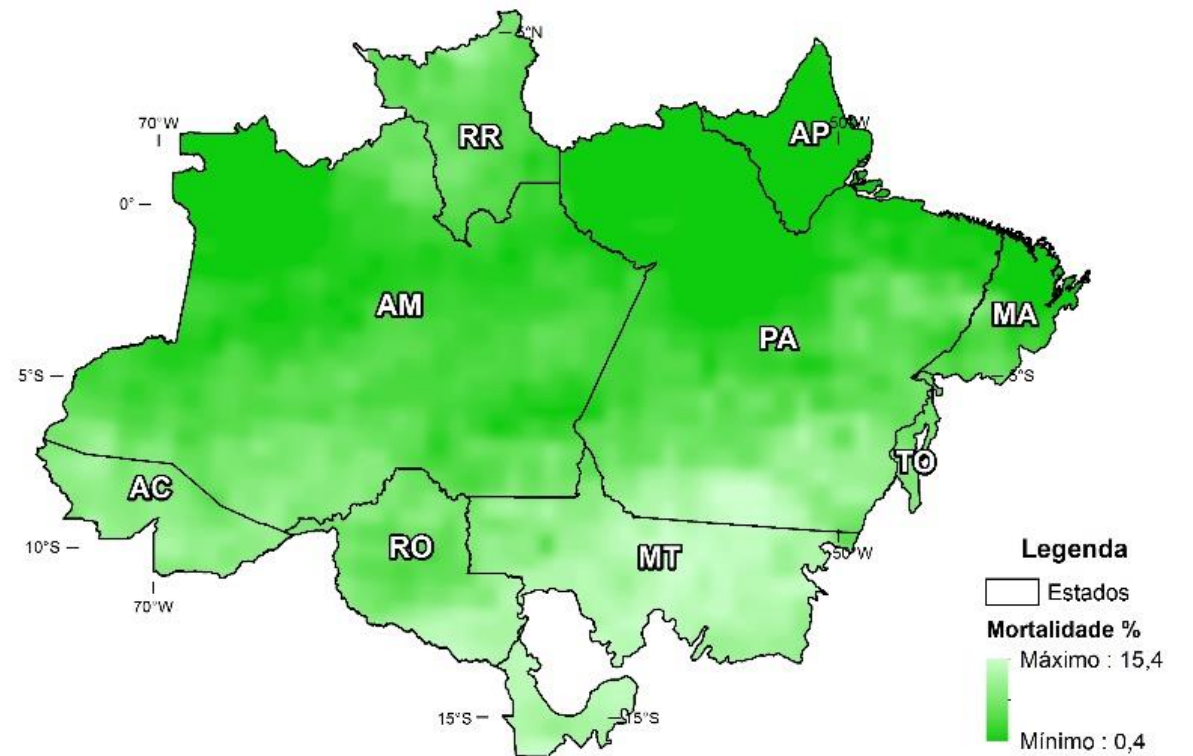 5°N
70°W
RR
AP
50°W
0°
AM
MA
PA
5°S
5°S
TO
AC
10°S
RO
MT
50°W
Legenda
Estados
70°W
Mortalidade %
Máximo : 15,4
15°S
15°S
Mínimo : 0,4